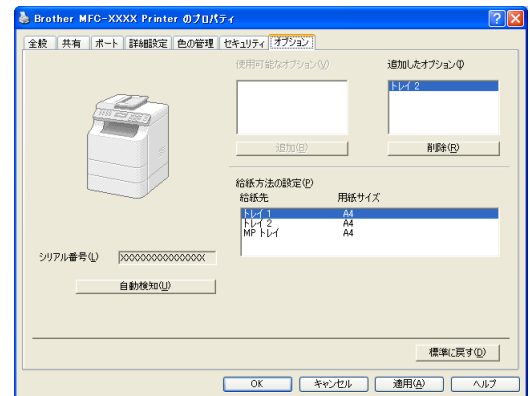 Brother MFC-XXXX Printer のプロパティ
全般 共有 ポート 詳細設定 色の管理 セキュリティ オプション
使用可能なオプション(V) 追加したオプション(I)
トレイ 2
追加(B) 削除(R)
給紙方法の設定(P)
給紙先 用紙サイズ
トレイ 1 A4
トレイ 2 A4
MP トレイ A4
シリアル番号(L) XXXXXXXXXXXXXXX
自動検知(U)
標準に戻す(D)
OK キャンセル 適用(A) ヘルプ